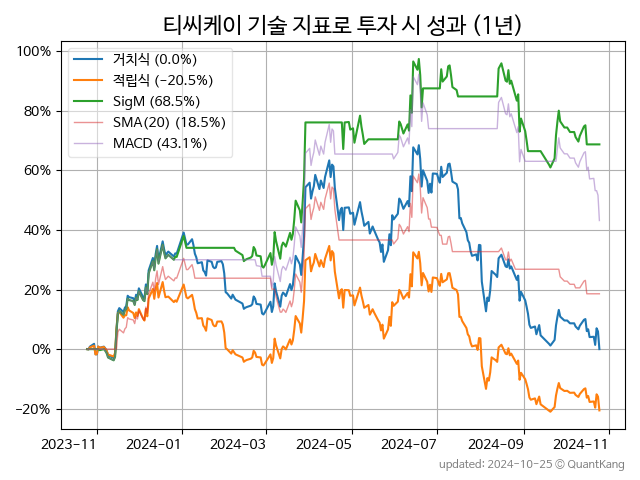 티씨케이 기술 지표로 투자 시 성과 (1년)
거치식 (0.0%)
적립식 (−20.5%)
SigM (68.5%)
SMA(20) (18.5%)
MACD (43.1%)
100%
80%
60%
40%
20%
0%
−20%
2023−11 2024−01 2024−03 2024−05 2024−07 2024−09 2024−11
updated: 2024−10−25 © QuantKang